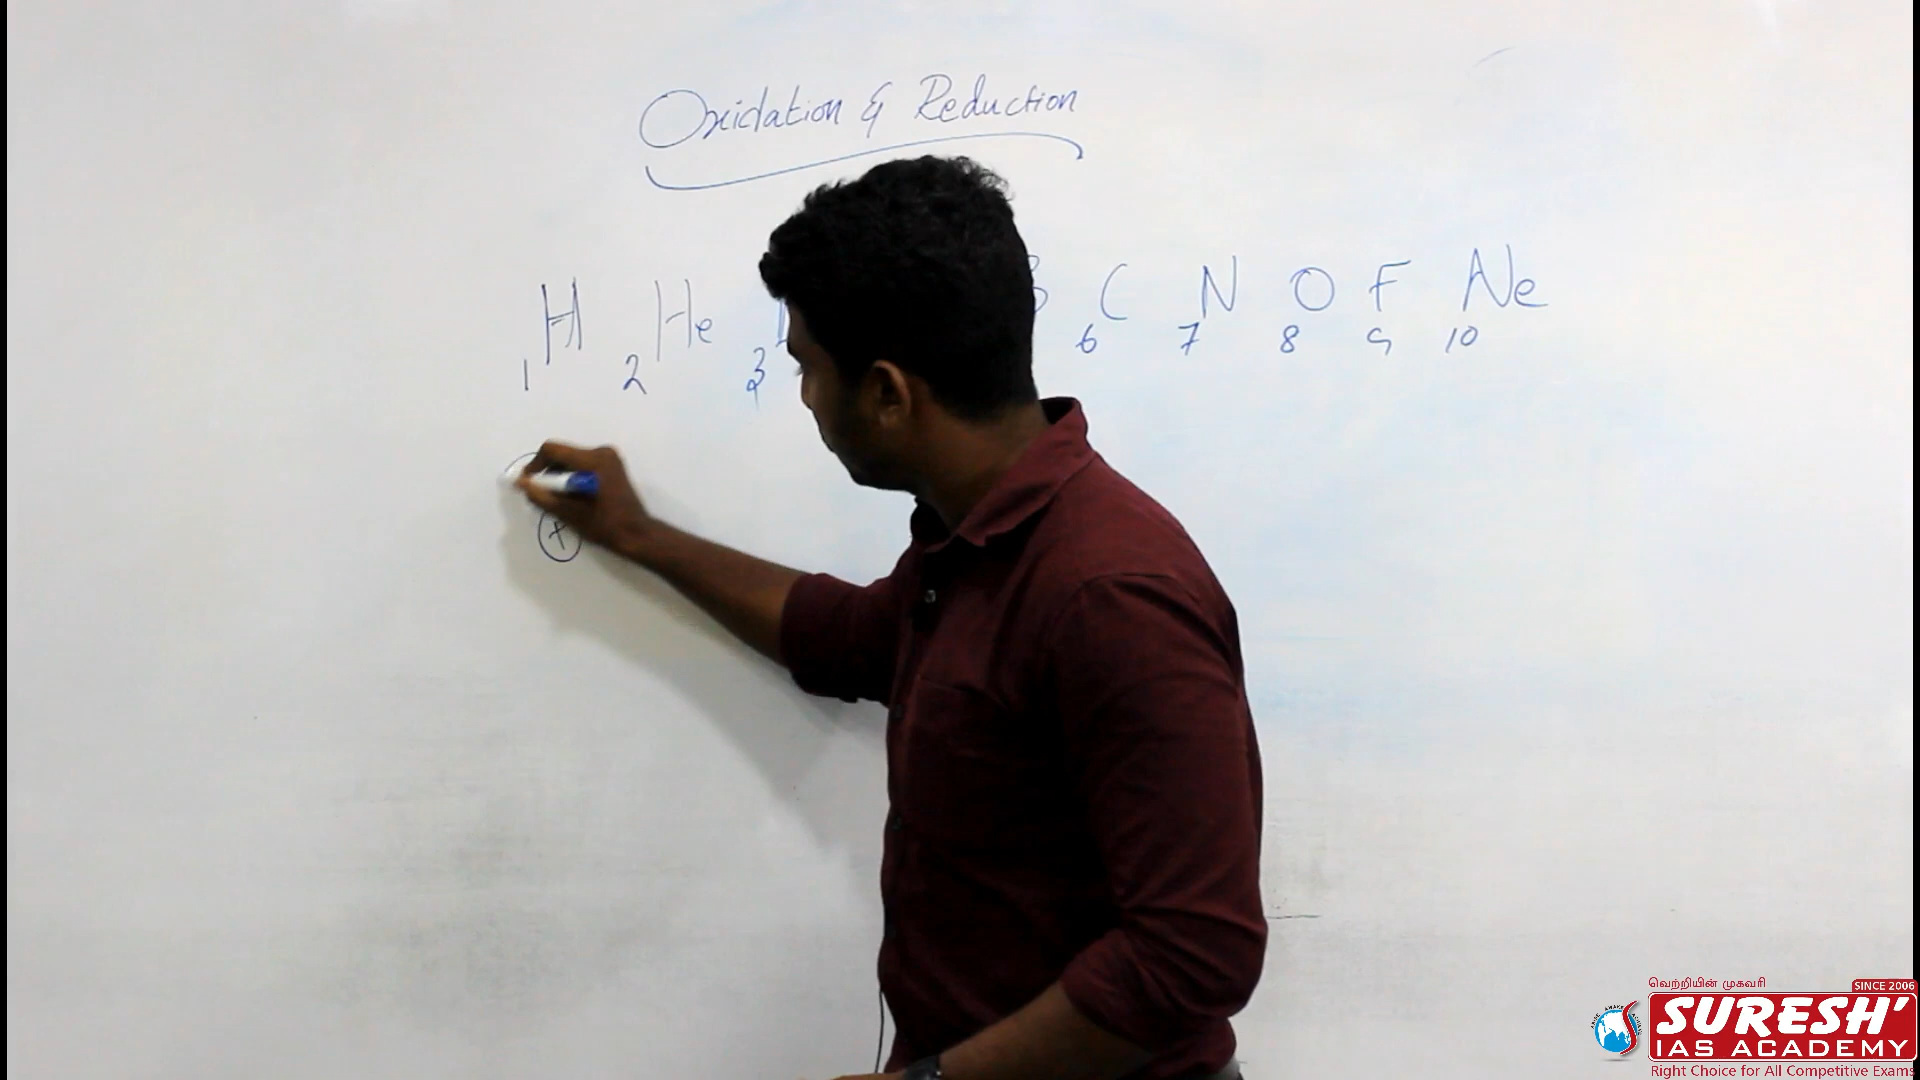 Oxidation & Reduction
H He B C N O F Ne
1 2 3 6 7 8 9 10
+
வெற்றியின் முகவரி
SINCE 2006
SURESH'
IAS ACADEMY
Right Choice for All Competitive Exams